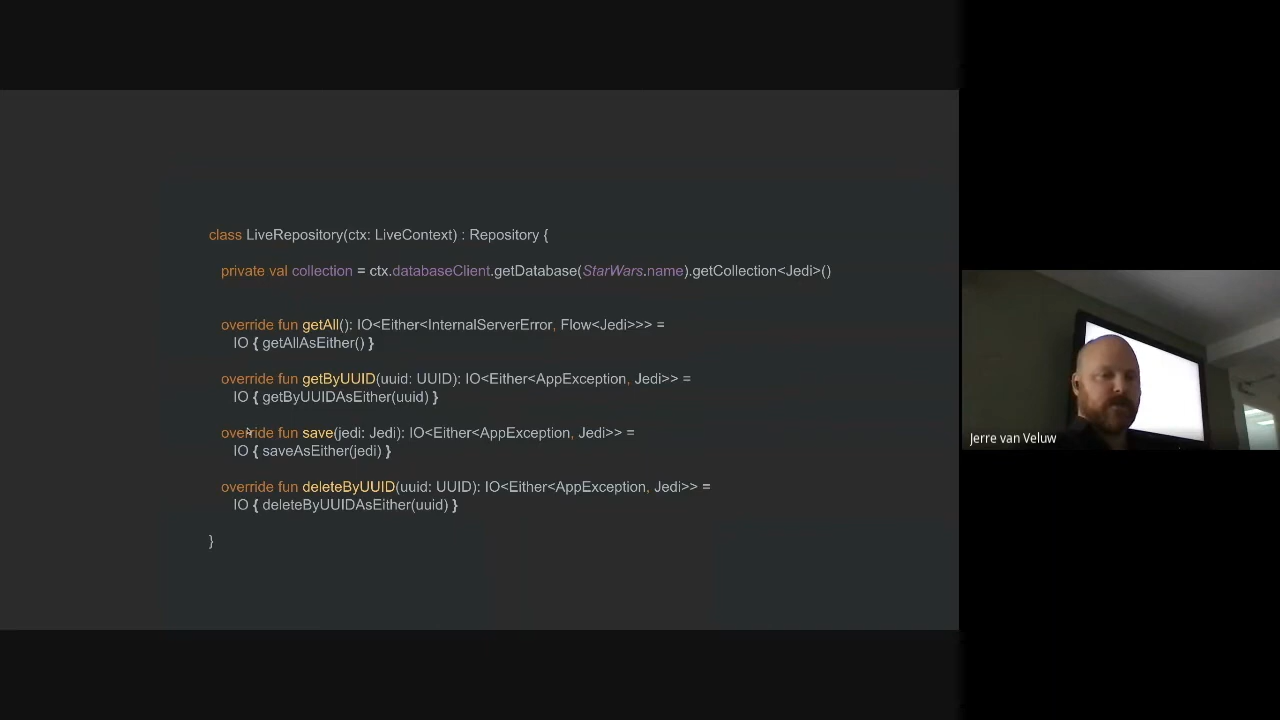 class LiveRepository(ctx: LiveContext) : Repository {
private val collection = ctx.databaseClient.getDatabase(StarWars.name).getCollection<Jedi>()
override fun getAll(): IO<Either<InternalServerError, Flow<Jedi>>> =
IO { getAllAsEither() }
override fun getByUUID(uuid: UUID): IO<Either<AppException, Jedi>> =
IO { getByUUIDAsEither(uuid) }
override fun save(jedi: Jedi): IO<Either<AppException, Jedi>> =
IO { saveAsEither(jedi) }
override fun deleteByUUID(uuid: UUID): IO<Either<AppException, Jedi>> =
IO { deleteByUUIDAsEither(uuid) }
}
Jerre van Veluw